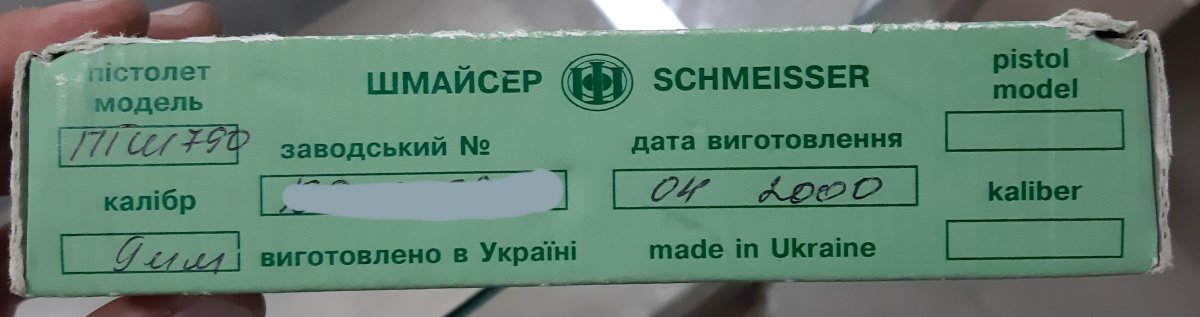 пістолет
модель
ПШ790
калібр
9мм
ШМАЙСЕР SCHMEISSER
заводський №
дата виготовлення
04 2000
виготовлено в Україні made in Ukraine
pistol
model
kaliber